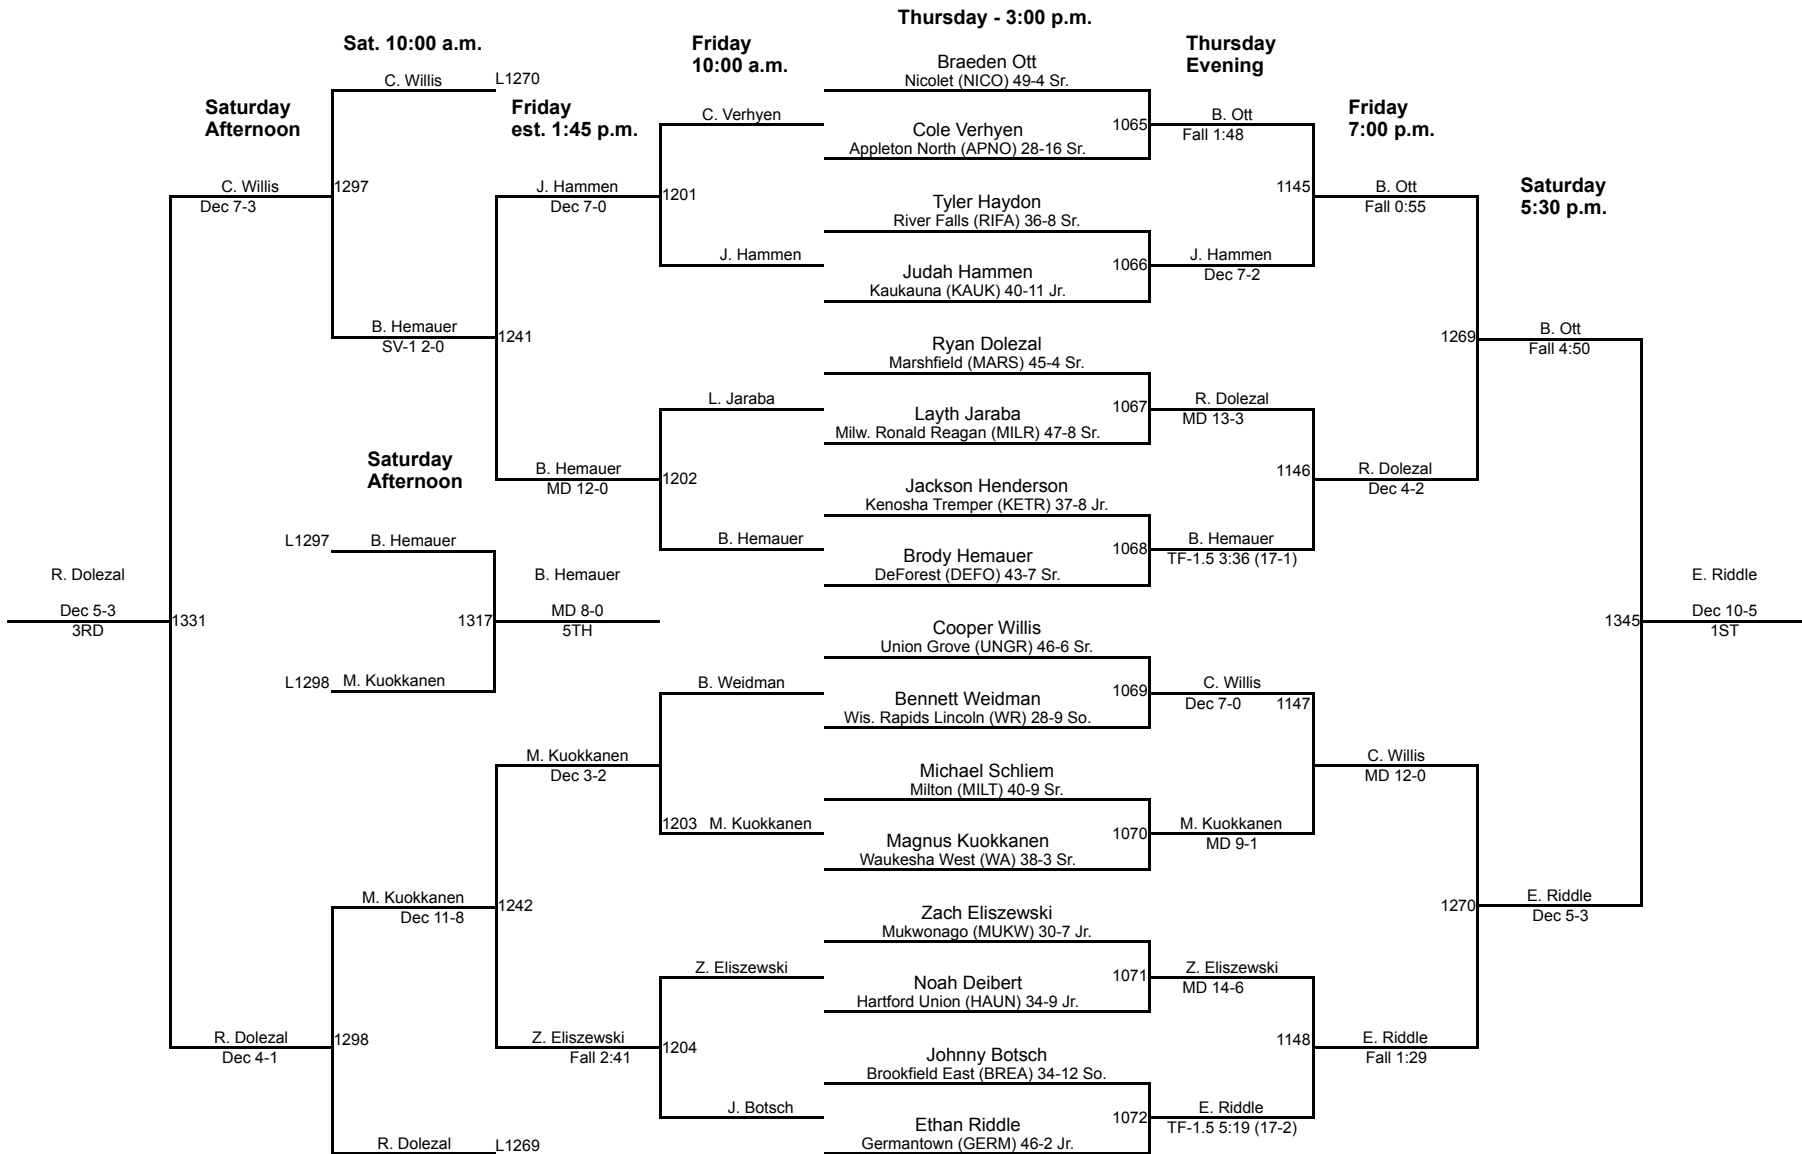 Thursday - 3:00 p.m.
Sat. 10:00 a.m.
Friday
10:00 a.m.
Thursday
Evening
Saturday
Afternoon
Friday
est. 1:45 p.m.
Friday
7:00 p.m.
Saturday
5:30 p.m.
Saturday
Afternoon
Braeden Ott
Nicolet (NICO) 49-4 Sr.
1065
Cole Verhyen
Appleton North (APNO) 28-16 Sr.
Tyler Haydon
River Falls (RIFA) 36-8 Sr.
1066
Judah Hammen
Kaukauna (KAUK) 40-11 Jr.
Ryan Dolezal
Marshfield (MARS) 45-4 Sr.
1067
Layth Jaraba
Milw. Ronald Reagan (MILR) 47-8 Sr.
Jackson Henderson
Kenosha Tremper (KETR) 37-8 Jr.
1068
Brody Hemauer
DeForest (DEFO) 43-7 Sr.
Cooper Willis
Union Grove (UNGR) 46-6 Sr.
1069
Bennett Weidman
Wis. Rapids Lincoln (WR) 28-9 So.
Michael Schliem
Milton (MILT) 40-9 Sr.
1070
Magnus Kuokkanen
Waukesha West (WA) 38-3 Sr.
Zach Eliszewski
Mukwonago (MUKW) 30-7 Jr.
1071
Noah Deibert
Hartford Union (HAUN) 34-9 Jr.
Johnny Botsch
Brookfield East (BREA) 34-12 So.
1072
Ethan Riddle
Germantown (GERM) 46-2 Jr.
B. Ott
Fall 1:48
1145
J. Hammen
Dec 7-2
R. Dolezal
MD 13-3
1146
B. Hemauer
TF-1.5 3:36 (17-1)
C. Willis
Dec 7-0
1147
M. Kuokkanen
MD 9-1
Z. Eliszewski
MD 14-6
1148
E. Riddle
TF-1.5 5:19 (17-2)
B. Ott
Fall 0:55
1269
R. Dolezal
Dec 4-2
C. Willis
MD 12-0
1270
E. Riddle
Fall 1:29
B. Ott
Fall 4:50
1345
E. Riddle
Dec 5-3
E. Riddle
Dec 10-5
1ST
C. Verhyen
1201
J. Hammen
L. Jaraba
1202
B. Hemauer
B. Weidman
1203
M. Kuokkanen
Z. Eliszewski
1204
J. Botsch
J. Hammen
Dec 7-0
1241
B. Hemauer
MD 12-0
M. Kuokkanen
Dec 3-2
1242
Z. Eliszewski
Fall 2:41
C. Willis
L1270
1297
B. Hemauer
SV-1 2-0
M. Kuokkanen
Dec 11-8
1298
R. Dolezal
L1269
C. Willis
Dec 7-3
1331
R. Dolezal
Dec 4-1
R. Dolezal
Dec 5-3
3RD
L1297
B. Hemauer
1317
L1298
M. Kuokkanen
B. Hemauer
MD 8-0
5TH